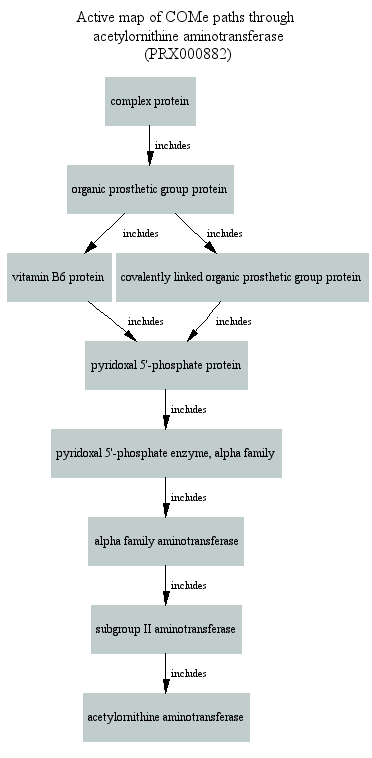 Active map of COMe paths through
acetylornithine aminotransferase
(PRX000882)
complex protein
includes
organic prosthetic group protein
includes includes
vitamin B6 protein covalently linked organic prosthetic group protein
includes includes
pyridoxal 5'-phosphate protein
includes
pyridoxal 5'-phosphate enzyme, alpha family
includes
alpha family aminotransferase
includes
subgroup II aminotransferase
includes
acetylornithine aminotransferase